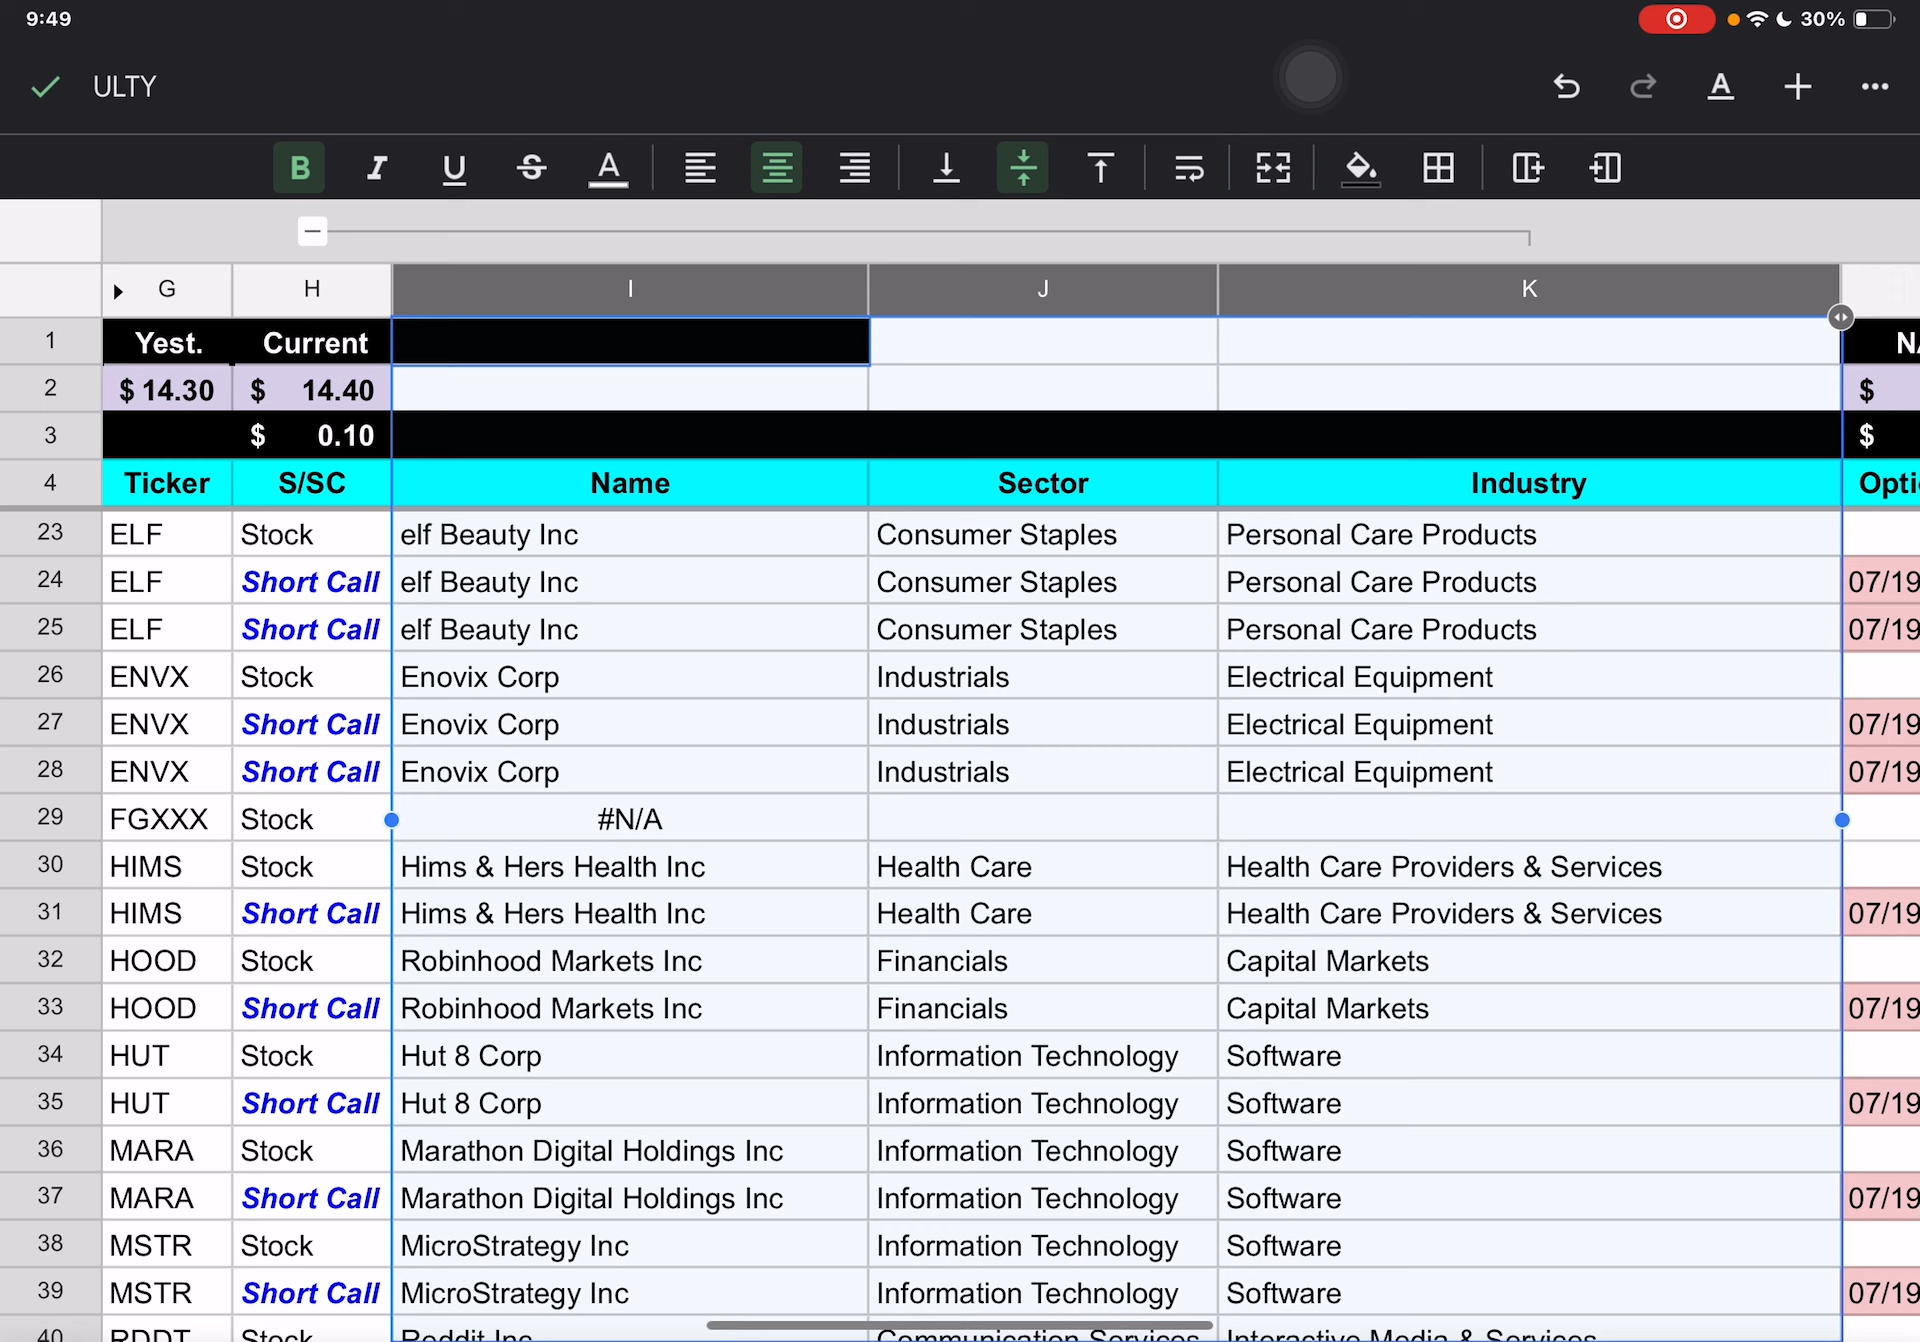 9:49
30%
ULTY
B I U S A
G H I J K
1 Yest. Current
2 $ 14.30 $ 14.40 $
3 $ 0.10 $
4 Ticker S/SC Name Sector Industry
23 ELF Stock elf Beauty Inc Consumer Staples Personal Care Products
24 ELF Short Call elf Beauty Inc Consumer Staples Personal Care Products 07/19
25 ELF Short Call elf Beauty Inc Consumer Staples Personal Care Products 07/19
26 ENVX Stock Enovix Corp Industrials Electrical Equipment
27 ENVX Short Call Enovix Corp Industrials Electrical Equipment 07/19
28 ENVX Short Call Enovix Corp Industrials Electrical Equipment 07/19
29 FGXXX Stock #N/A
30 HIMS Stock Hims & Hers Health Inc Health Care Health Care Providers & Services
31 HIMS Short Call Hims & Hers Health Inc Health Care Health Care Providers & Services 07/19
32 HOOD Stock Robinhood Markets Inc Financials Capital Markets
33 HOOD Short Call Robinhood Markets Inc Financials Capital Markets 07/19
34 HUT Stock Hut 8 Corp Information Technology Software
35 HUT Short Call Hut 8 Corp Information Technology Software 07/19
36 MARA Stock Marathon Digital Holdings Inc Information Technology Software
37 MARA Short Call Marathon Digital Holdings Inc Information Technology Software 07/19
38 MSTR Stock MicroStrategy Inc Information Technology Software
39 MSTR Short Call MicroStrategy Inc Information Technology Software 07/19
40 RDDT Stock Reddit Inc Communication Services Interactive Media & Services